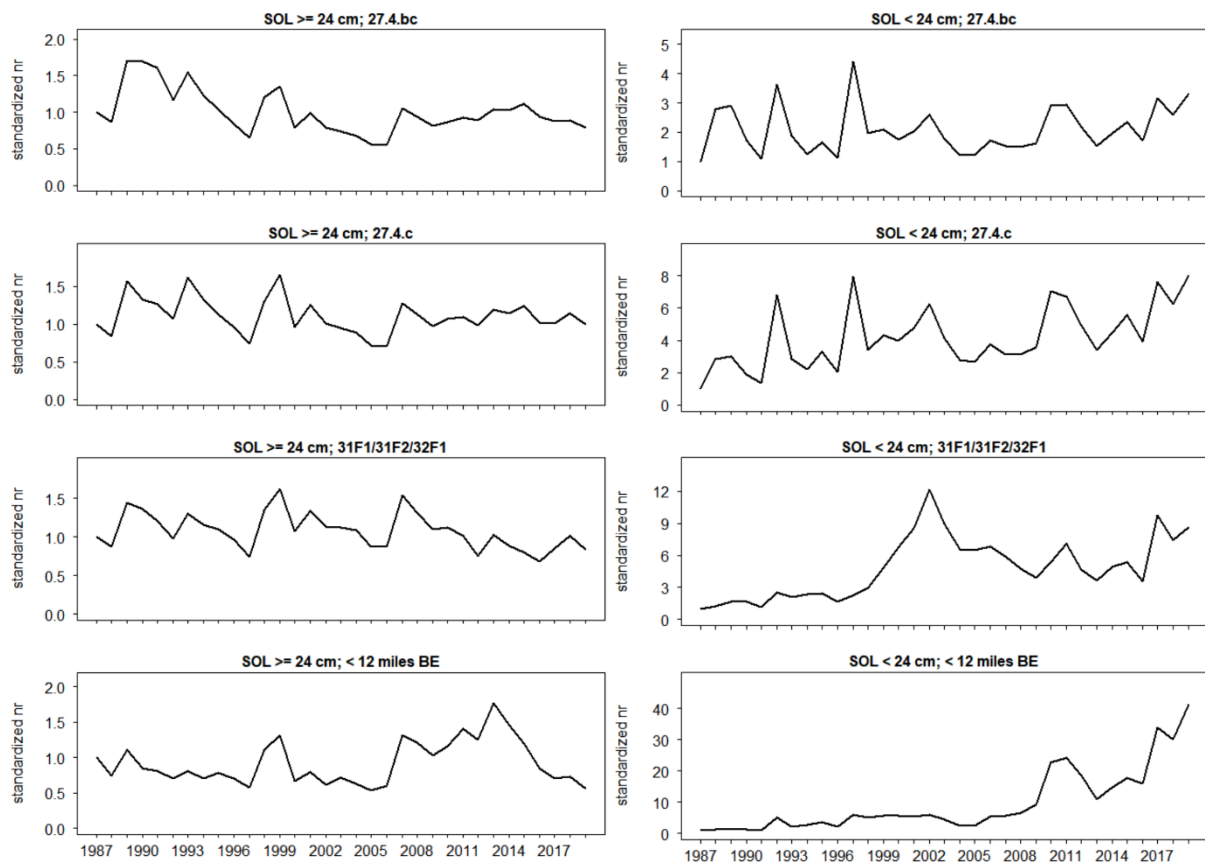 SOL >= 24 cm; 27.4.bc
standardized nr
2.0
1.5
1.0
0.5
0.0
SOL < 24 cm; 27.4.bc
standardized nr
5
4
3
2
1
0
SOL >= 24 cm; 27.4.c
standardized nr
1.5
1.0
0.5
0.0
SOL < 24 cm; 27.4.c
standardized nr
8
6
4
2
0
SOL >= 24 cm; 31F1/31F2/32F1
standardized nr
1.5
1.0
0.5
0.0
SOL < 24 cm; 31F1/31F2/32F1
standardized nr
12
9
6
3
0
SOL >= 24 cm; < 12 miles BE
standardized nr
2.0
1.5
1.0
0.5
0.0
1987 1990 1993 1996 1999 2002 2005 2008 2011 2014 2017
SOL < 24 cm; < 12 miles BE
standardized nr
40
30
20
10
0
1987 1990 1993 1996 1999 2002 2005 2008 2011 2014 2017